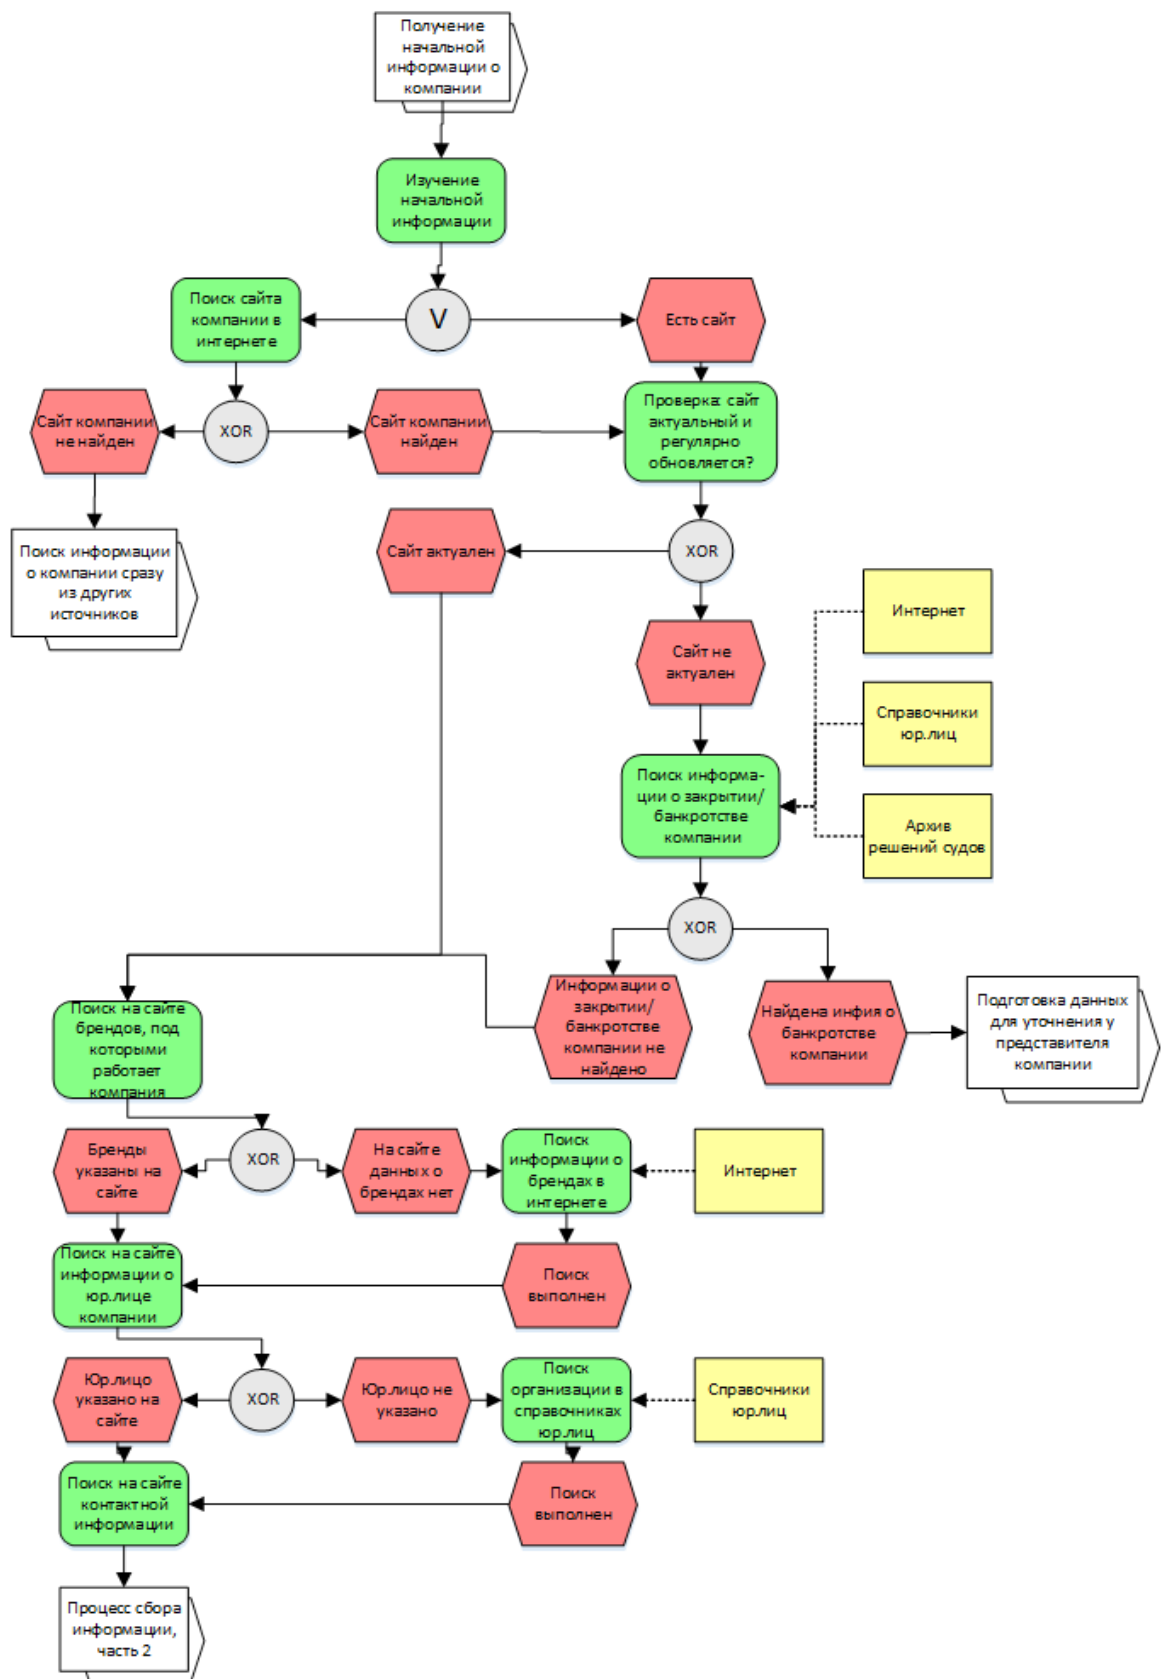 Получение
начальной
информации о
компании
Изучение
начальной
информации
Поиск сайта
компании в
интернете
V
Есть сайт
Сайт компании
не найден
XOR
Сайт компании
найден
Проверка: сайт
актуальный и
регулярно
обновляется?
Поиск информации
о компании сразу
из других
источников
Сайт актуален
XOR
Сайт не
актуален
Интернет
Справочники
юр.лиц
Поиск информа-
ции о закрытии/
банкротстве
компании
Архив
решений судов
XOR
Поиск на сайте
брендов, под
которыми
работает
компания
Информации о
закрытии/
банкротстве
компании не
найдено
Найдена инфия о
банкротстве
компании
Подготовка данных
для уточнения у
представителя
компании
Бренды
указаны на
сайте
XOR
На сайте
данных о
брендах нет
Поиск
информации о
брендах в
интернете
Интернет
Поиск на сайте
информации о
юр.лице
компании
Поиск
выполнен
Юр.лицо
указано на
сайте
XOR
Юр.лицо не
указано
Поиск
организации в
справочниках
юр.лиц
Справочники
юр.лиц
Поиск на сайте
контактной
информации
Поиск
выполнен
Процесс сбора
информации,
часть 2